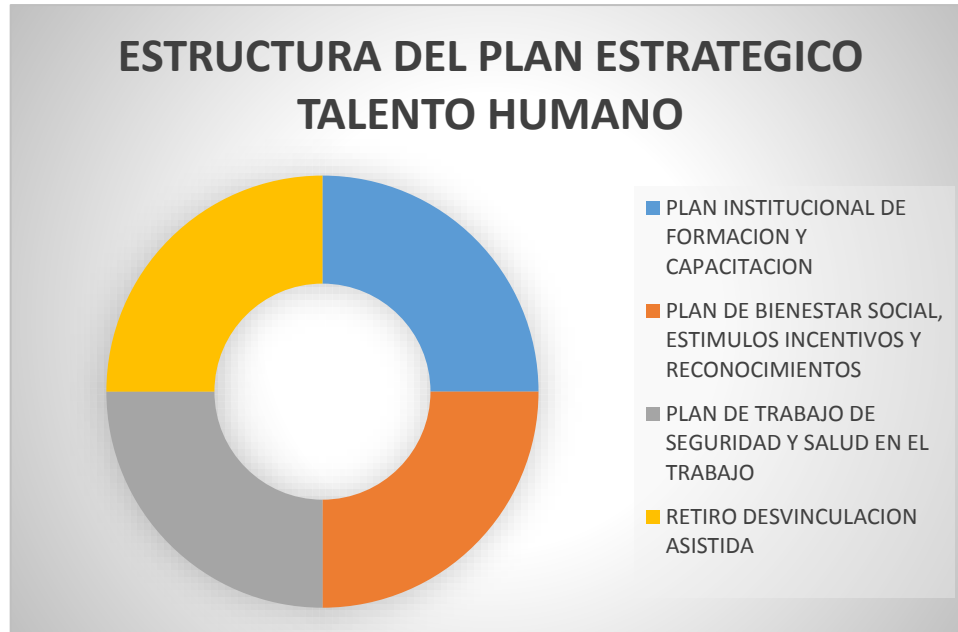 ESTRUCTURA DEL PLAN ESTRATEGICO
TALENTO HUMANO
PLAN INSTITUCIONAL DE
FORMACION Y
CAPACITACION
PLAN DE BIENESTAR SOCIAL,
ESTIMULOS INCENTIVOS Y
RECONOCIMIENTOS
PLAN DE TRABAJO DE
SEGURIDAD Y SALUD EN EL
TRABAJO
RETIRO DESVINCULACION
ASISTIDA